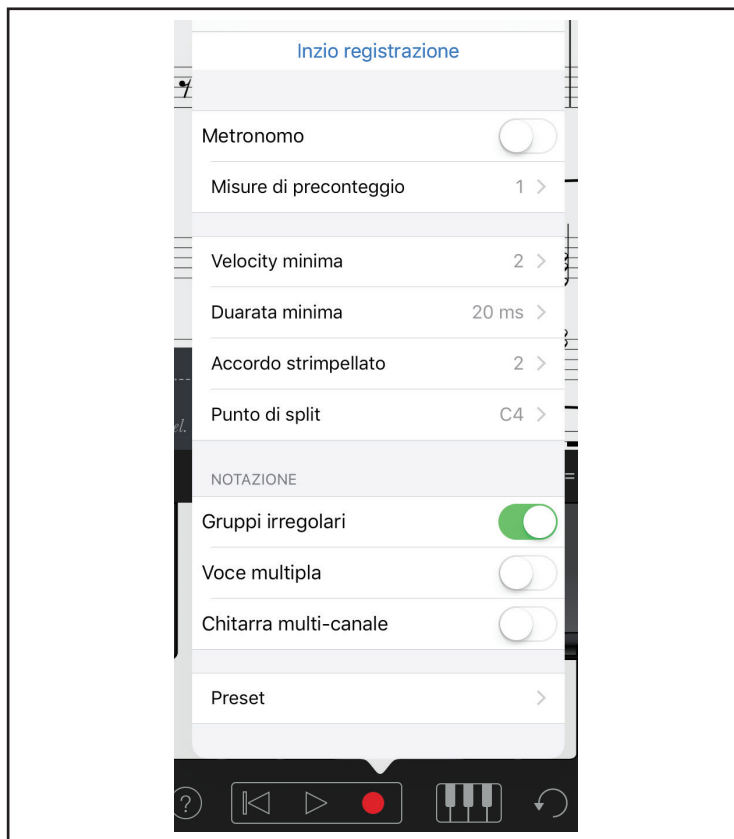 Inzio registrazione
Metronomo
Misure di preconteggio 1
Velocity minima 2
Duarata minima 20 ms
Accordo strimpellato 2
Punto di split C4
el.
NOTAZIONE
Gruppi irregolari
Voce multipla
Chitarra multi-canale
Preset
?